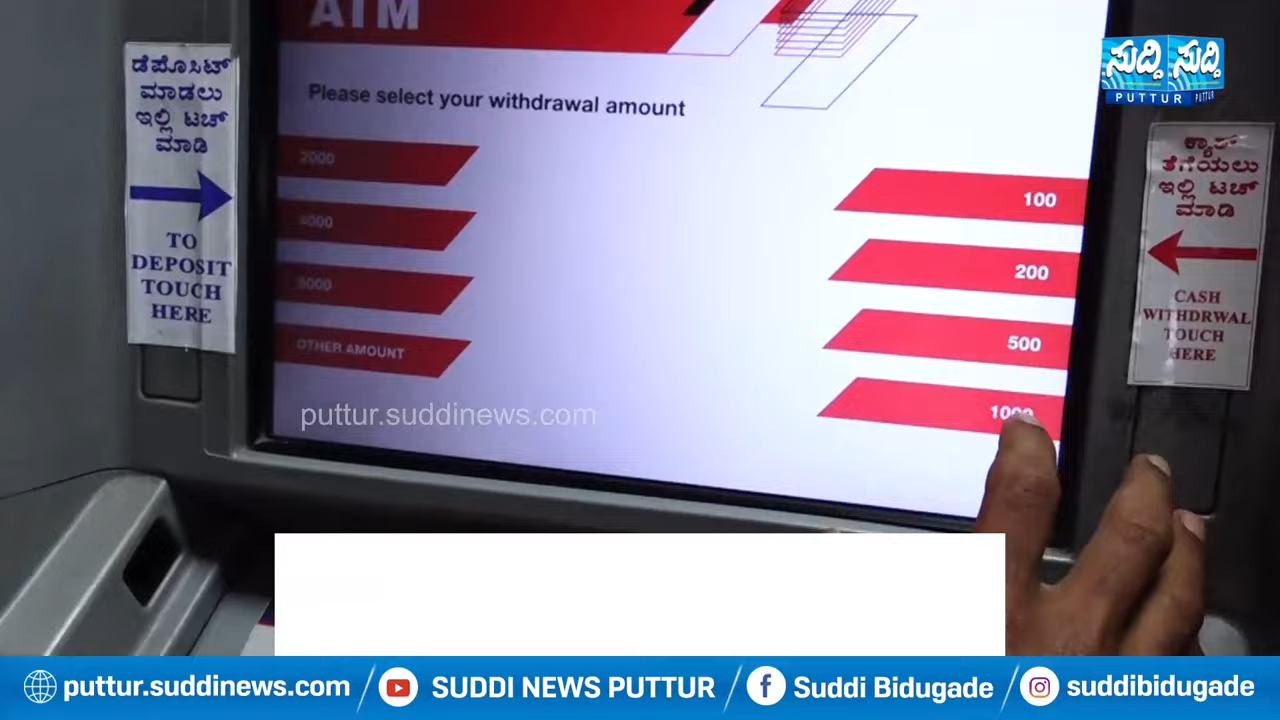 ATM
Please select your withdrawal amount
2000
4000
5000
OTHER AMOUNT
100
200
500
1000
ಡೆಪೊಸಿಟ್
ಮಾಡಲು
ಇಲ್ಲಿ ಟಚ್
ಮಾಡಿ
TO
DEPOSIT
TOUCH
HERE
ಕ್ಯಾಶ್
ತೆಗೆಯಲು
ಇಲ್ಲಿ ಟಚ್
ಮಾಡಿ
CASH
WITHDRWAL
TOUCH
HERE
ಸುದ್ದಿ ಸುದ್ದಿ
PUTTUR PUTTUR
puttur.suddinews.com
puttur.suddinews.com SUDDI NEWS PUTTUR Suddi Bidugade suddibidugade